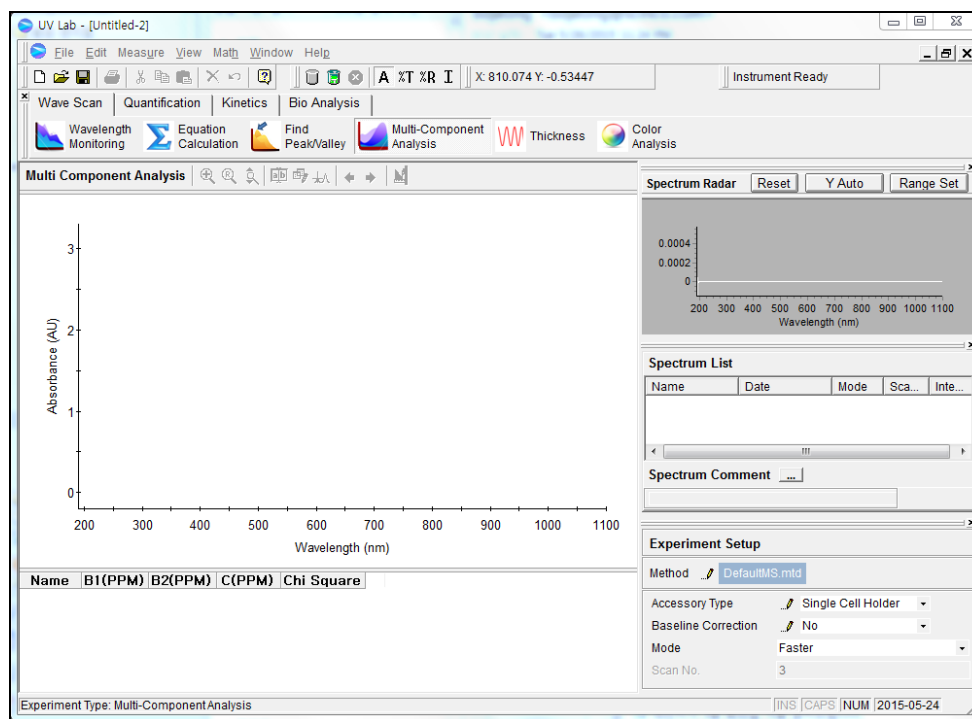 UV Lab - [Untitled-2]
File Edit Measure View Math Window Help
A %T %R I X: 810.074 Y: -0.53447 Instrument Ready
Wave Scan Quantification Kinetics Bio Analysis
Wavelength Monitoring Equation Calculation Find Peak/Valley Multi-Component Analysis Thickness Color Analysis
Multi Component Analysis
3
2
1
0
Absorbance (AU)
200 300 400 500 600 700 800 900 1000 1100
Wavelength (nm)
Name B1(PPM) B2(PPM) C(PPM) Chi Square
Spectrum Radar Reset Y Auto Range Set
0.0004
0.0002
0
200 300 400 500 600 700 800 900 1000 1100
Wavelength (nm)
Spectrum List
Name Date Mode Sca... Inte...
Spectrum Comment ...
Experiment Setup
Method DefaultMS.mtd
Accessory Type Single Cell Holder
Baseline Correction No
Mode Faster
Scan No. 3
Experiment Type: Multi-Component Analysis INS CAPS NUM 2015-05-24